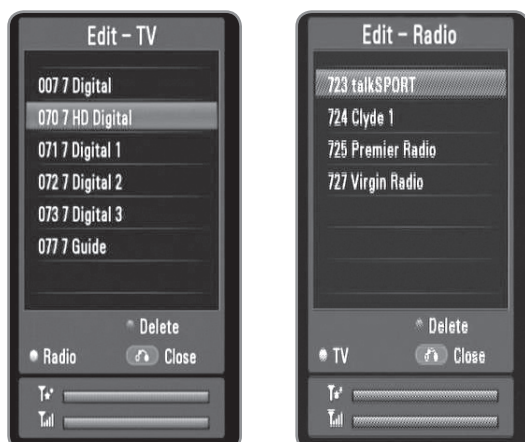 Edit – TV
007 7 Digital
070 7 HD Digital
071 7 Digital 1
072 7 Digital 2
073 7 Digital 3
077 7 Guide
Delete
Radio
Close
Edit – Radio
723 talkSPORT
724 Clyde 1
725 Premier Radio
727 Virgin Radio
Delete
TV
Close